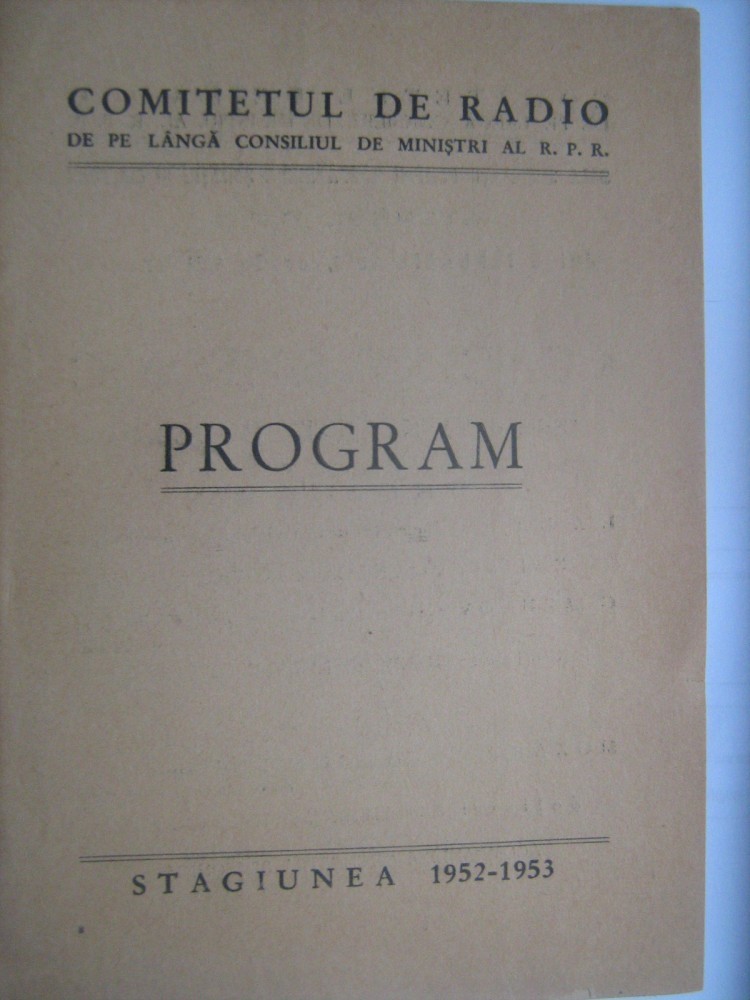 COMITETUL DE RADIO
DE PE LÂNGĂ CONSILIUL DE MINIȘTRI AL R. P. R.
PROGRAM
STAGIUNEA 1952-1953